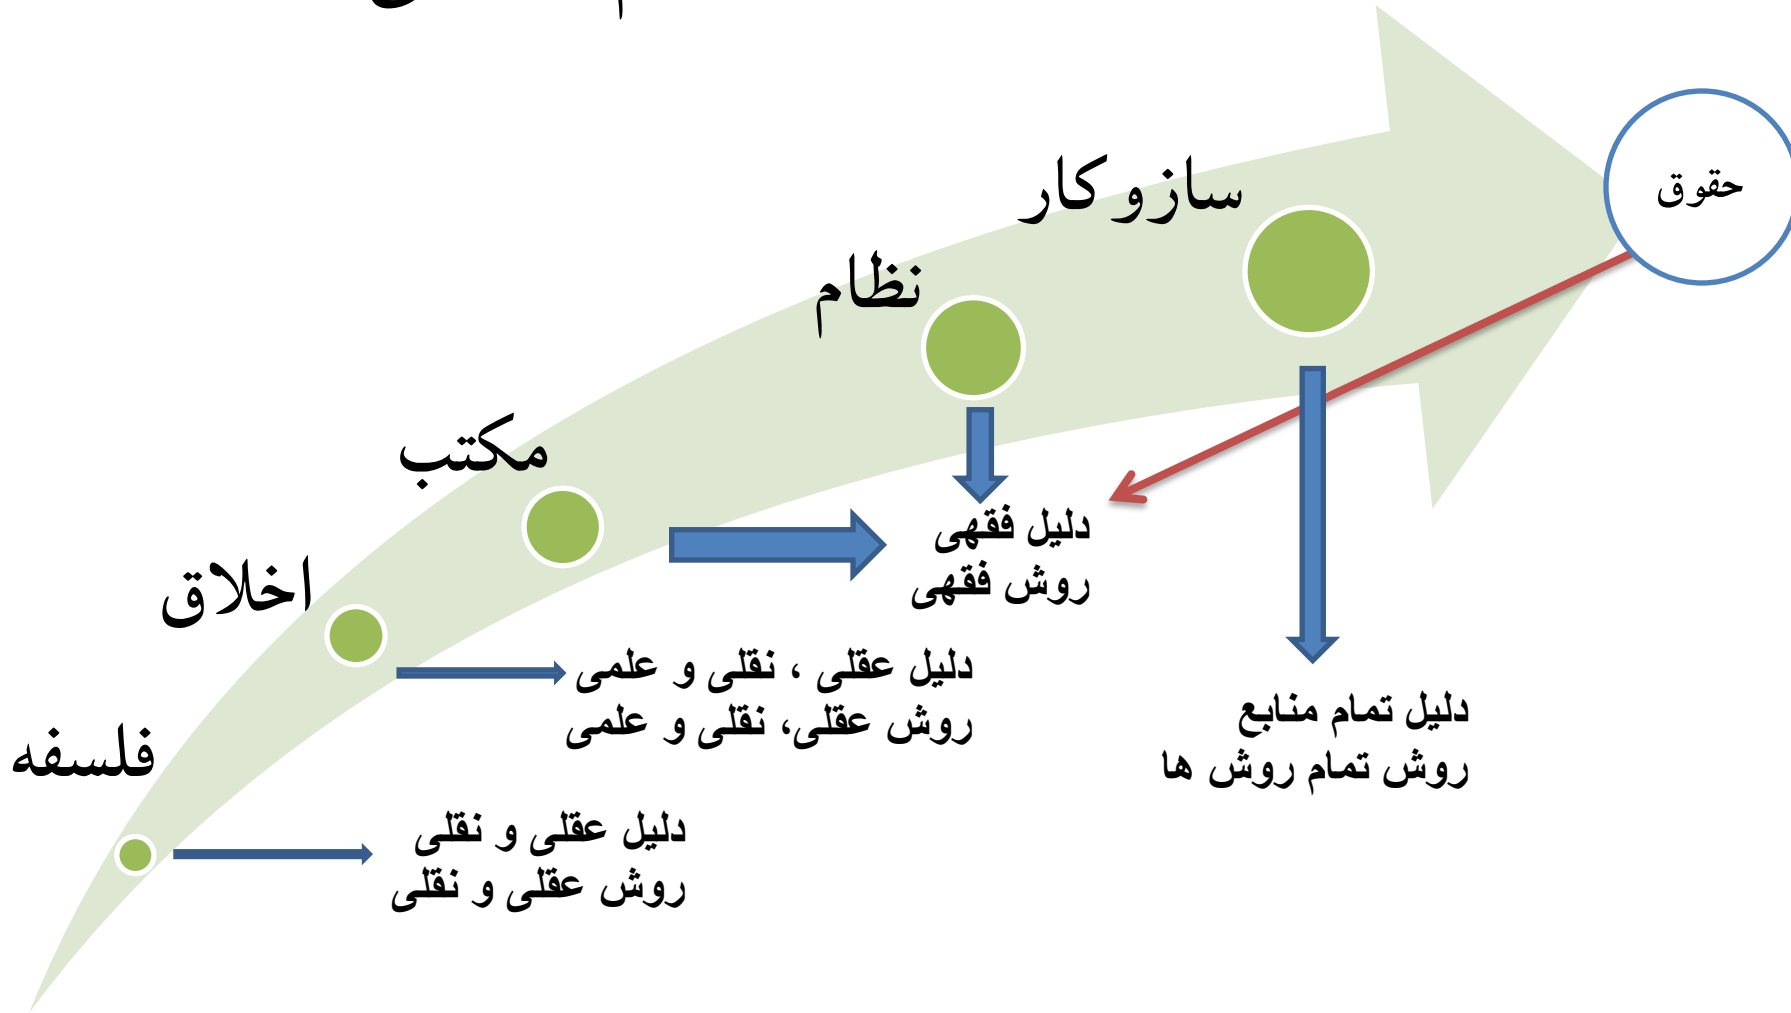 حقوق
سازوکار
نظام
مکتب
دلیل فقهی
روش فقهی
اخلاق
دلیل عقلی ، نقلی و علمی
روش عقلی، نقلی و علمی
دلیل تمام منابع
روش تمام روش ها
فلسفه
دلیل عقلی و نقلی
روش عقلی و نقلی